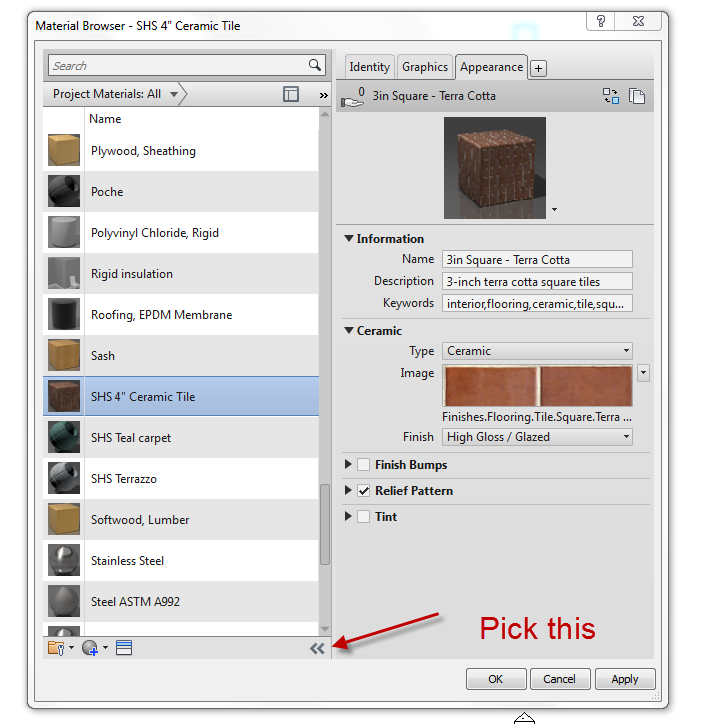 Material Browser - SHS 4" Ceramic Tile
?
Search
Identity
Graphics
Appearance
+
Project Materials: All
»
0
3in Square - Terra Cotta
Name
Plywood, Sheathing
Poche
Polyvinyl Chloride, Rigid
Rigid insulation
Roofing, EPDM Membrane
Sash
SHS 4" Ceramic Tile
SHS Teal carpet
SHS Terrazzo
Softwood, Lumber
Stainless Steel
Steel ASTM A992
Information
Name 3in Square - Terra Cotta
Description 3-inch terra cotta square tiles
Keywords interior,flooring,ceramic,tile,squ...
Ceramic
Type Ceramic
Image
Finishes.Flooring.Tile.Square.Terra ...
Finish High Gloss / Glazed
Finish Bumps
Relief Pattern
Tint
Pick this
OK Cancel Apply